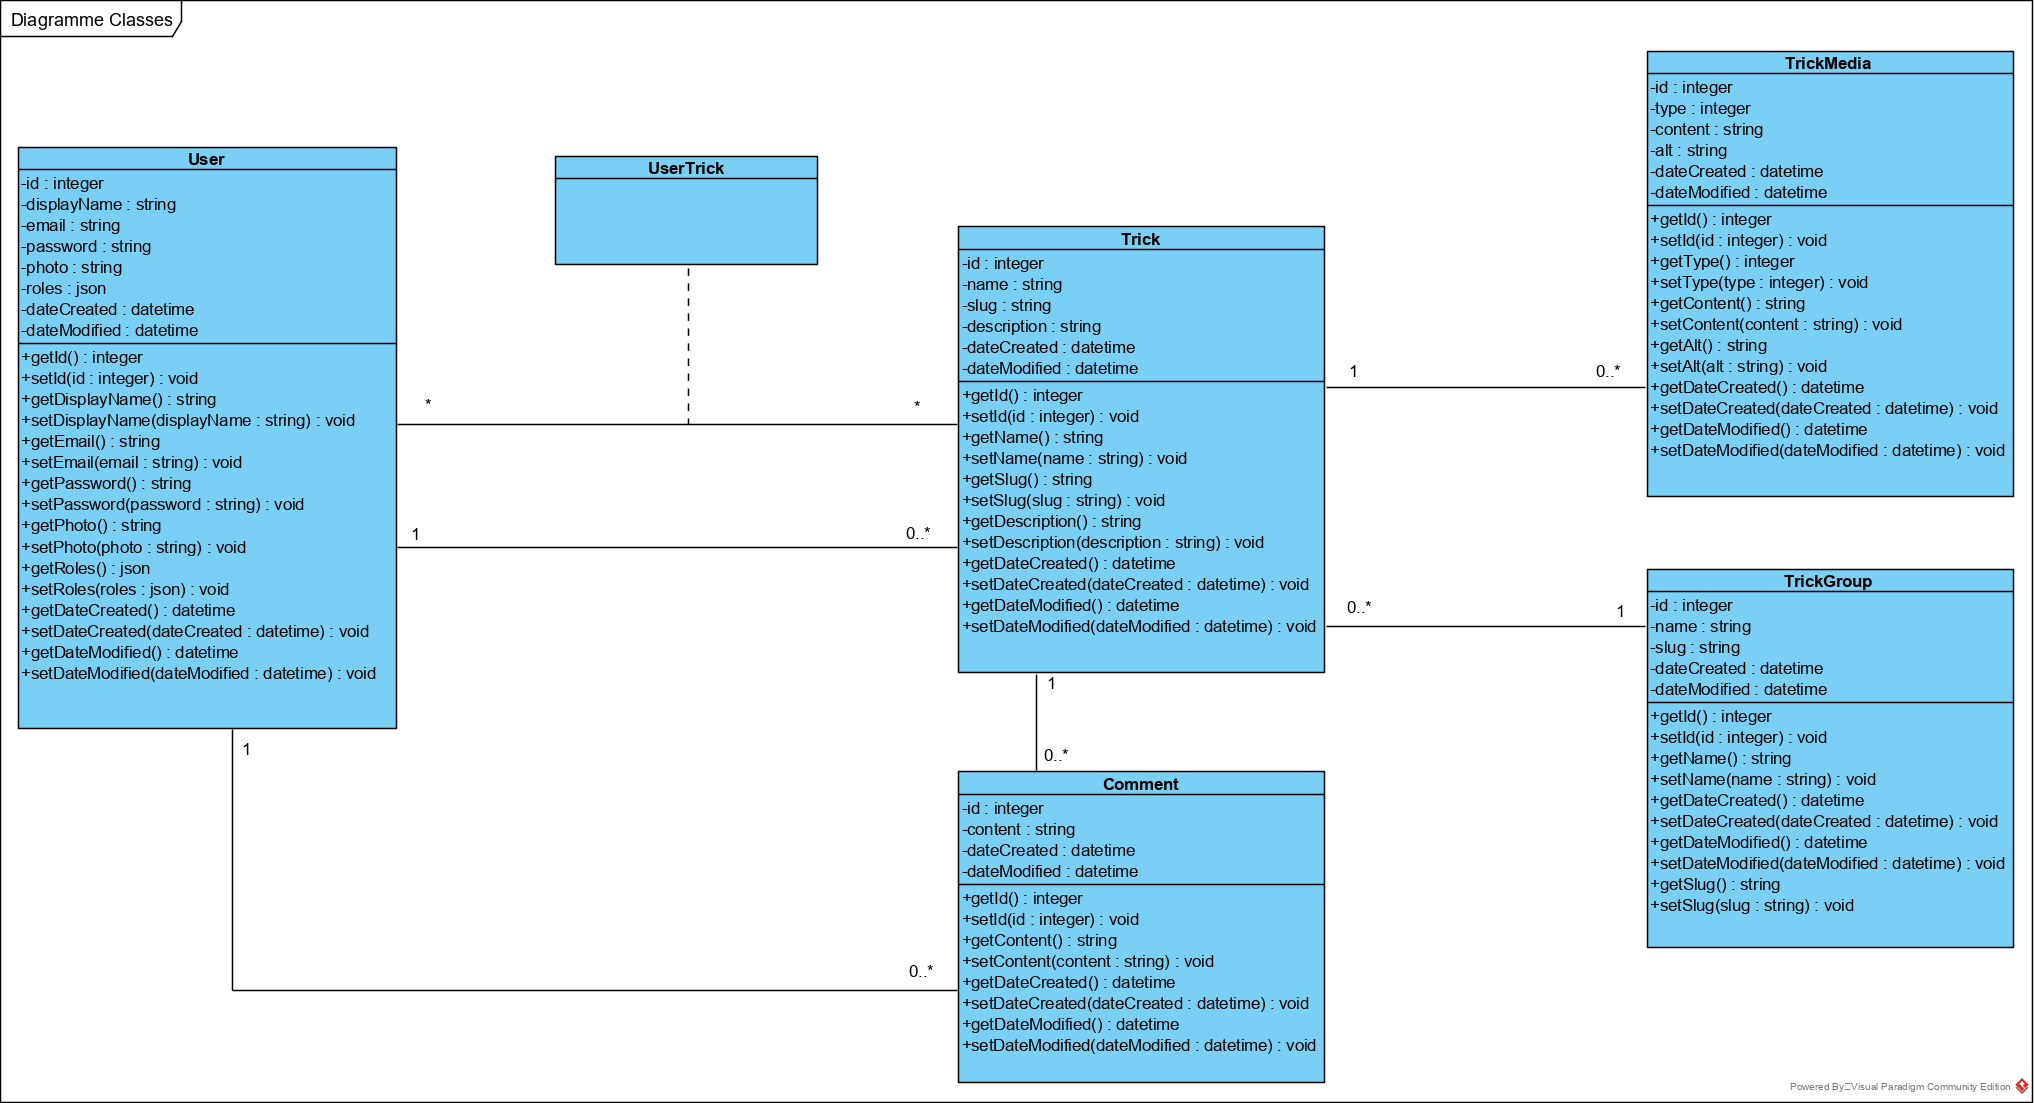 Diagramme Classes
User
-id : integer
-displayName : string
-email : string
-password : string
-photo : string
-roles : json
-dateCreated : datetime
-dateModified : datetime
+getId() : integer
+setId(id : integer) : void
+getDisplayName() : string
+setDisplayName(displayName : string) : void
+getEmail() : string
+setEmail(email : string) : void
+getPassword() : string
+setPassword(password : string) : void
+getPhoto() : string
+setPhoto(photo : string) : void
+getRoles() : json
+setRoles(roles : json) : void
+getDateCreated() : datetime
+setDateCreated(dateCreated : datetime) : void
+getDateModified() : datetime
+setDateModified(dateModified : datetime) : void
UserTrick
*
*
1
0..*
1
0..*
Trick
-id : integer
-name : string
-slug : string
-description : string
-dateCreated : datetime
-dateModified : datetime
+getId() : integer
+setId(id : integer) : void
+getName() : string
+setName(name : string) : void
+getSlug() : string
+setSlug(slug : string) : void
+getDescription() : string
+setDescription(description : string) : void
+getDateCreated() : datetime
+setDateCreated(dateCreated : datetime) : void
+getDateModified() : datetime
+setDateModified(dateModified : datetime) : void
1
0..*
Comment
-id : integer
-content : string
-dateCreated : datetime
-dateModified : datetime
+getId() : integer
+setId(id : integer) : void
+getContent() : string
+setContent(content : string) : void
+getDateCreated() : datetime
+setDateCreated(dateCreated : datetime) : void
+getDateModified() : datetime
+setDateModified(dateModified : datetime) : void
1
0..*
0..*
1
TrickMedia
-id : integer
-type : integer
-content : string
-alt : string
-dateCreated : datetime
-dateModified : datetime
+getId() : integer
+setId(id : integer) : void
+getType() : integer
+setType(type : integer) : void
+getContent() : string
+setContent(content : string) : void
+getAlt() : string
+setAlt(alt : string) : void
+getDateCreated() : datetime
+setDateCreated(dateCreated : datetime) : void
+getDateModified() : datetime
+setDateModified(dateModified : datetime) : void
TrickGroup
-id : integer
-name : string
-slug : string
-dateCreated : datetime
-dateModified : datetime
+getId() : integer
+setId(id : integer) : void
+getName() : string
+setName(name : string) : void
+getDateCreated() : datetime
+setDateCreated(dateCreated : datetime) : void
+getDateModified() : datetime
+setDateModified(dateModified : datetime) : void
+getSlug() : string
+setSlug(slug : string) : void
Powered By Visual Paradigm Community Edition